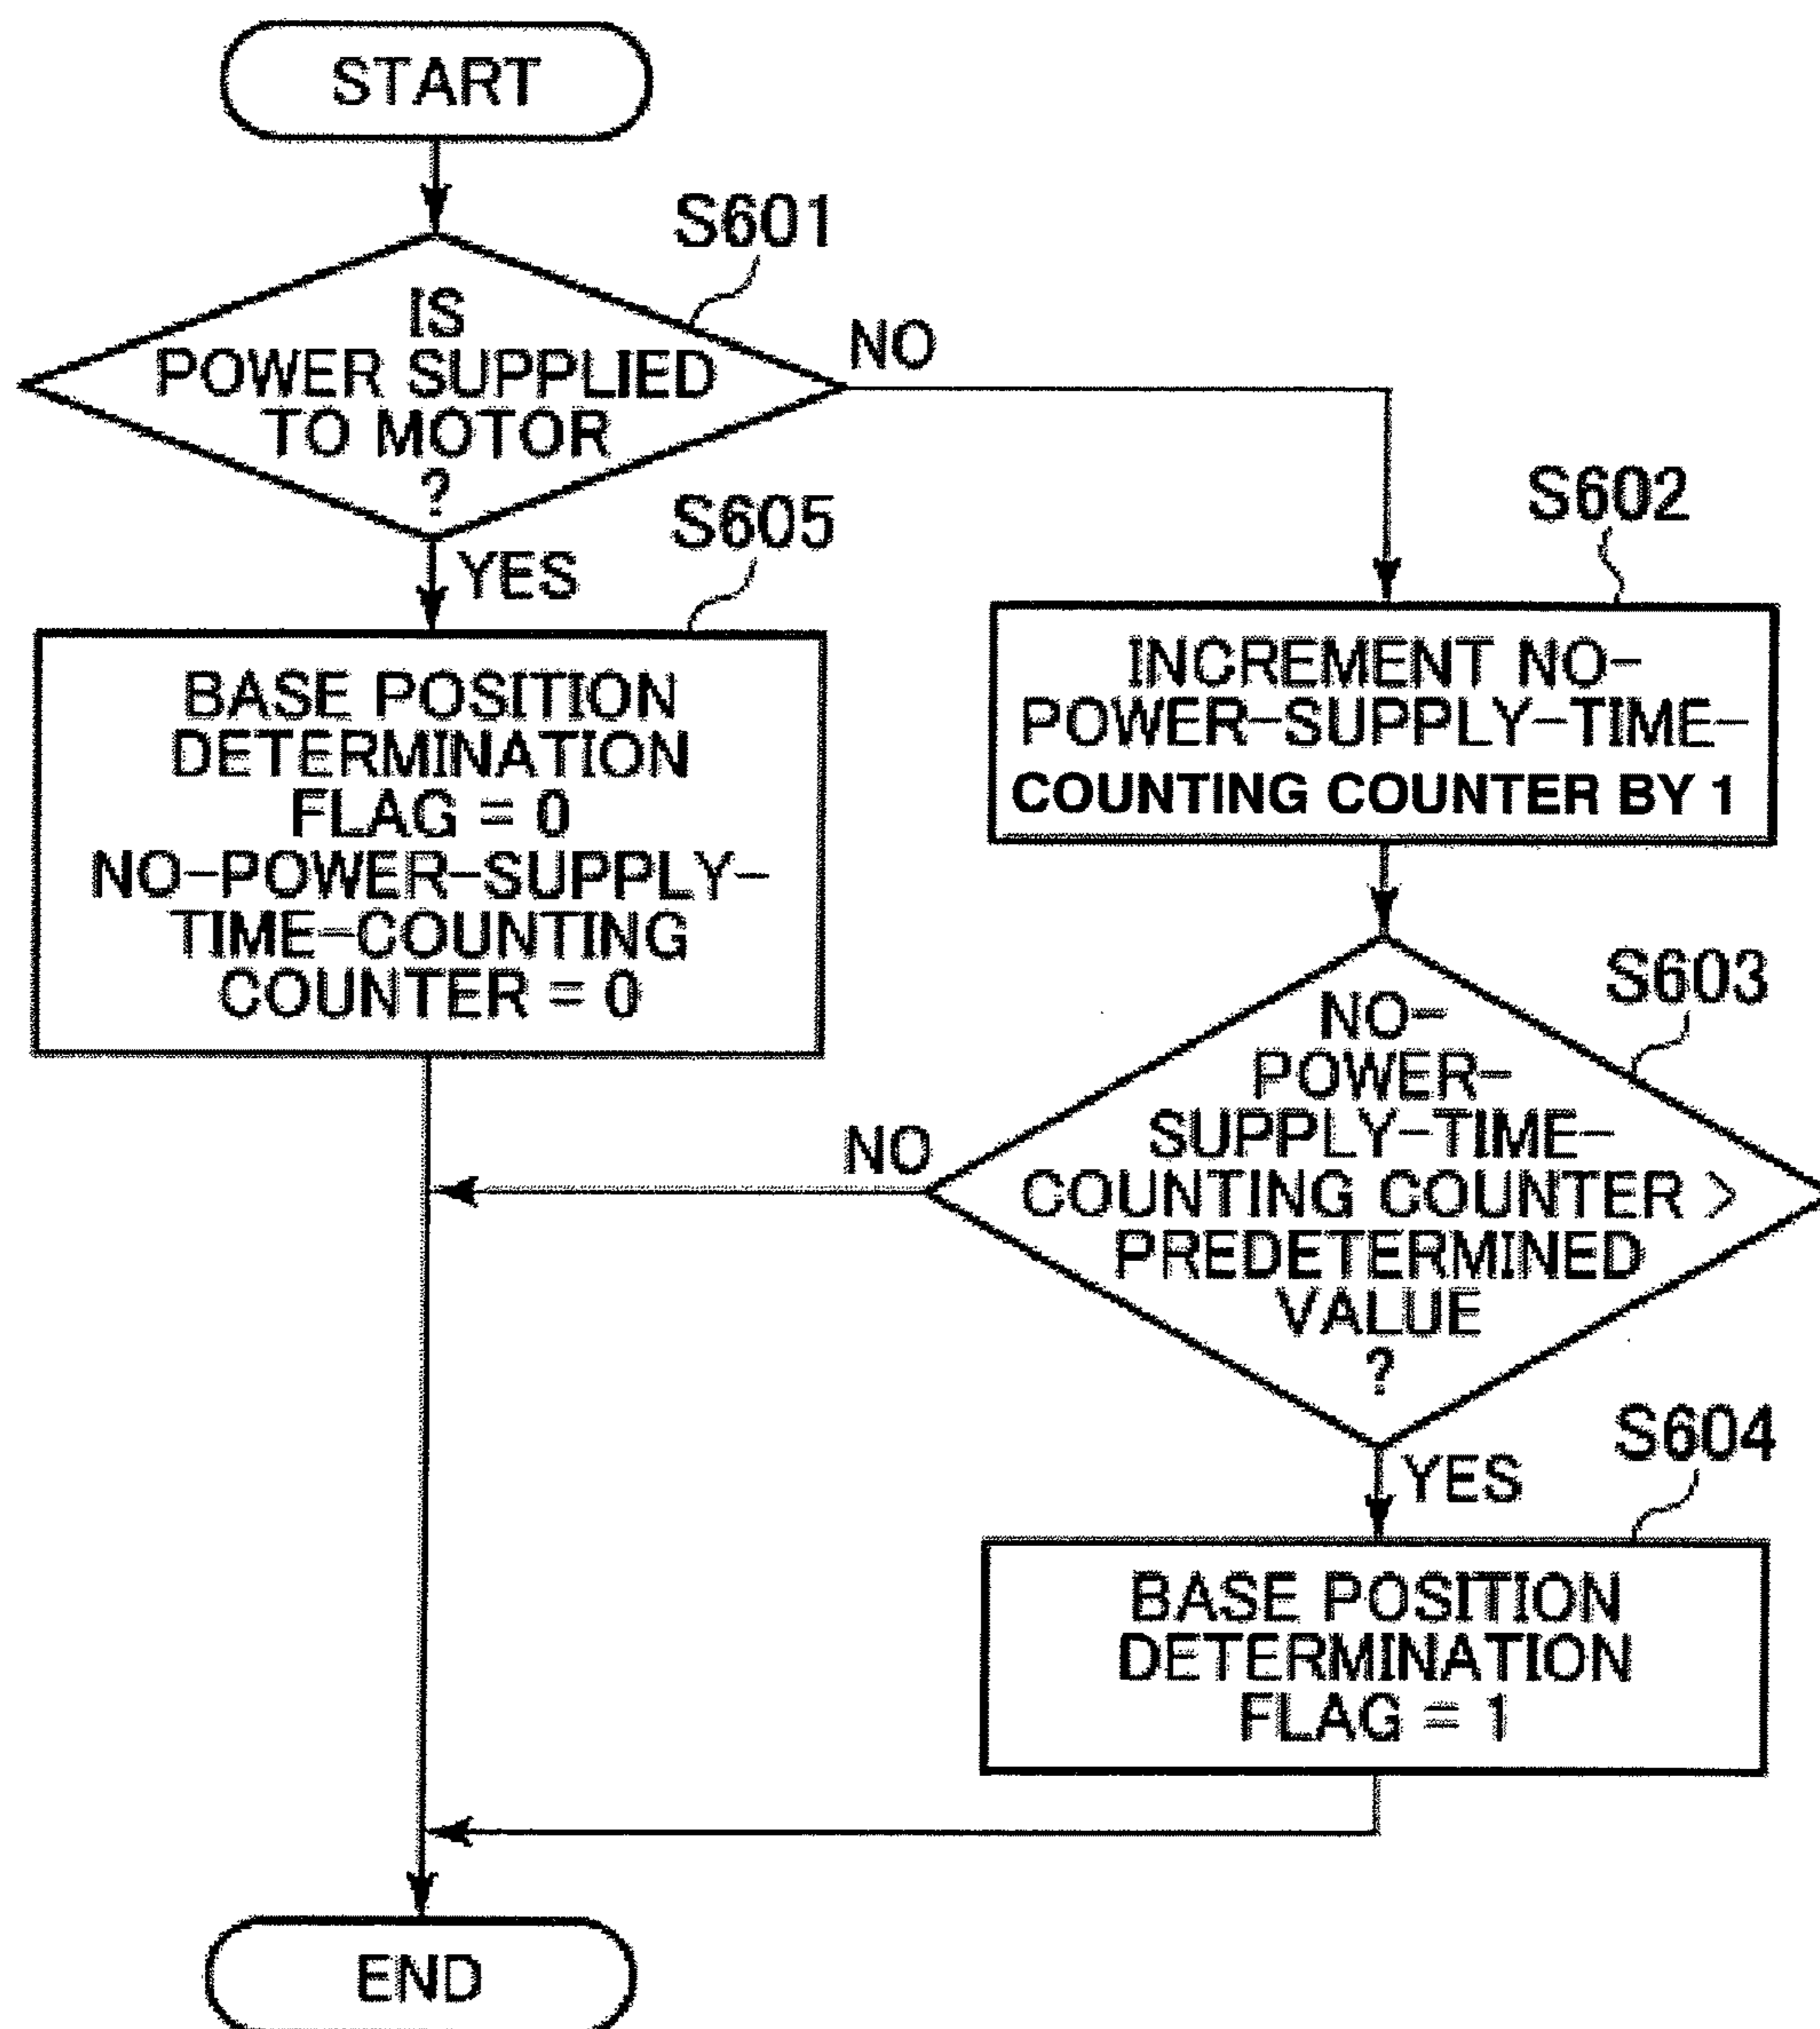 START
S601
IS
POWER SUPPLIED
TO MOTOR
?
NO
YES
S605
BASE POSITION
DETERMINATION
FLAG = 0
NO-POWER-SUPPLY-
TIME-COUNTING
COUNTER = 0
S602
INCREMENT NO-
POWER-SUPPLY-TIME-
COUNTING COUNTER BY 1
S603
NO-
POWER-
SUPPLY-TIME-
COUNTING COUNTER >
PREDETERMINED
VALUE
?
NO
YES
S604
BASE POSITION
DETERMINATION
FLAG = 1
END